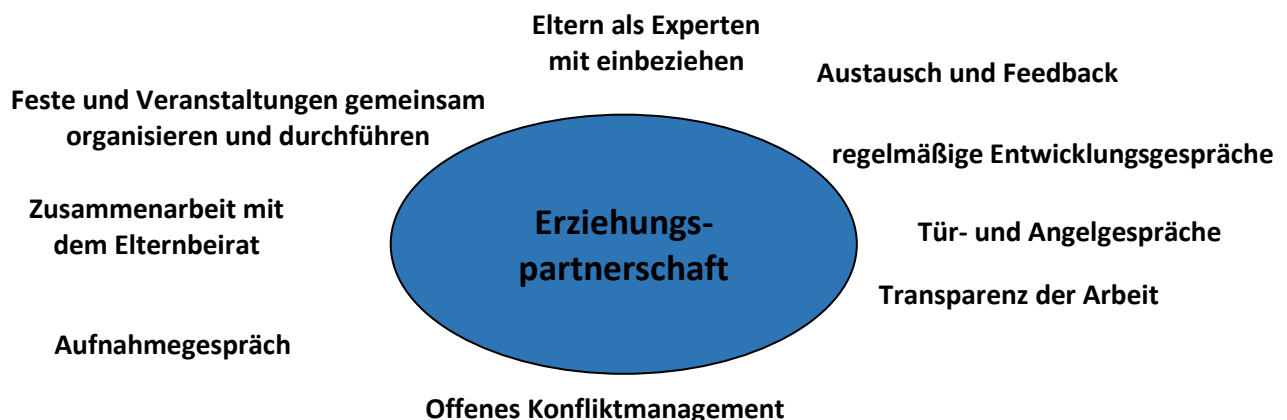 Eltern als Experten
mit einbeziehen
Austausch und Feedback
Feste und Veranstaltungen gemeinsam
organisieren und durchführen
regelmäßige Entwicklungsgespräche
Zusammenarbeit mit
dem Elternbeirat
Erziehungs-
partnerschaft
Tür- und Angelgespräche
Transparenz der Arbeit
Aufnahmegespräch
Offenes Konfliktmanagement